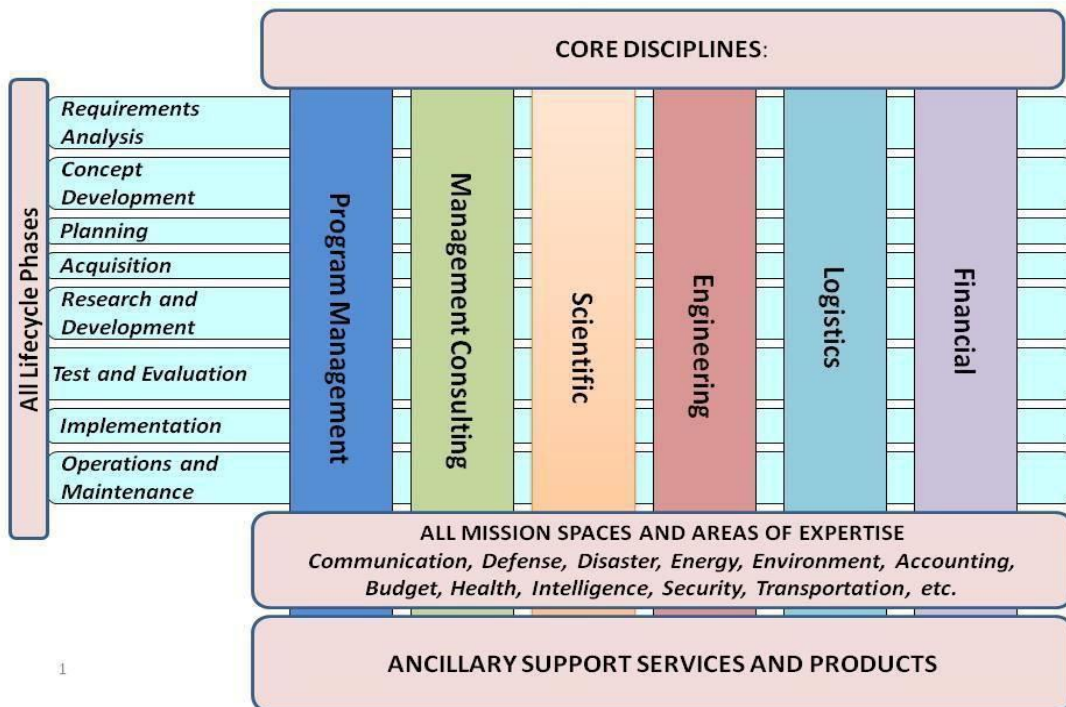 CORE DISCIPLINES:
All Lifecycle Phases
Requirements
Analysis
Concept
Development
Planning
Acquisition
Research and
Development
Test and Evaluation
Implementation
Operations and
Maintenance
Program Management
Management Consulting
Scientific
Engineering
Logistics
Financial
ALL MISSION SPACES AND AREAS OF EXPERTISE
Communication, Defense, Disaster, Energy, Environment, Accounting,
Budget, Health, Intelligence, Security, Transportation, etc.
ANCILLARY SUPPORT SERVICES AND PRODUCTS
1